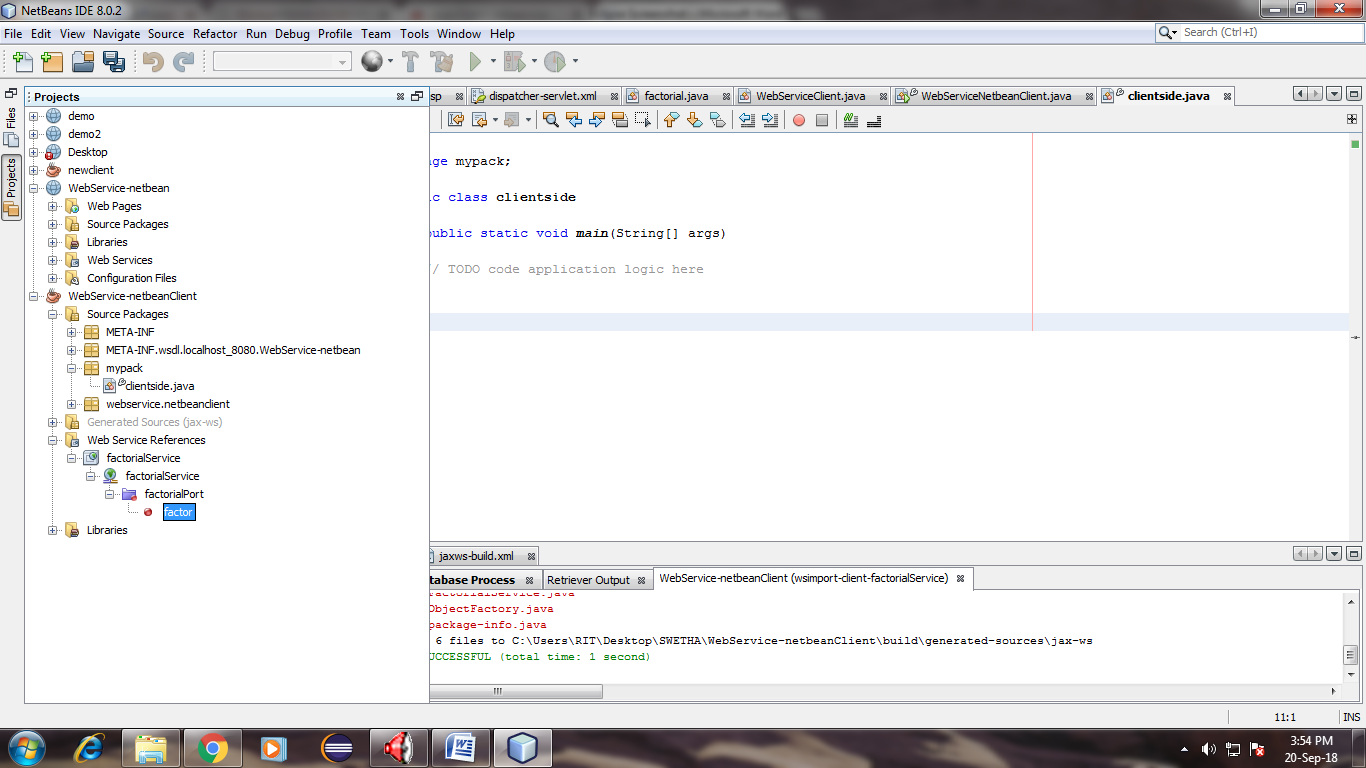 NetBeans IDE 8.0.2
File Edit View Navigate Source Refactor Run Debug Profile Team Tools Window Help
Search (Ctrl+I)
Projects
sp
dispatcher-servlet.xml
factorial.java
WebServiceClient.java
WebServiceNetbeanClient.java
clientside.java
Files
Projects
demo
demo2
Desktop
newclient
WebService-netbean
Web Pages
Source Packages
Libraries
Web Services
Configuration Files
WebService-netbeanClient
Source Packages
META-INF
META-INF.wsdl.localhost_8080.WebService-netbean
mypack
clientside.java
webservice.netbeanclient
Generated Sources (jax-ws)
Web Service References
factorialService
factorialService
factorialPort
factor
Libraries
ge mypack;
ic class clientside
public static void main(String[] args)
// TODO code application logic here
jaxws-build.xml
tabase Process
Retriever Output
WebService-netbeanClient (wsimport-client-factorialService)
factorialService.java
ObjectFactory.java
package-info.java
6 files to C:\Users\RIT\Desktop\SWETHA\WebService-netbeanClient\build\generated-sources\jax-ws
UCCESSFUL (total time: 1 second)
11:1
INS
3:54 PM
20-Sep-18